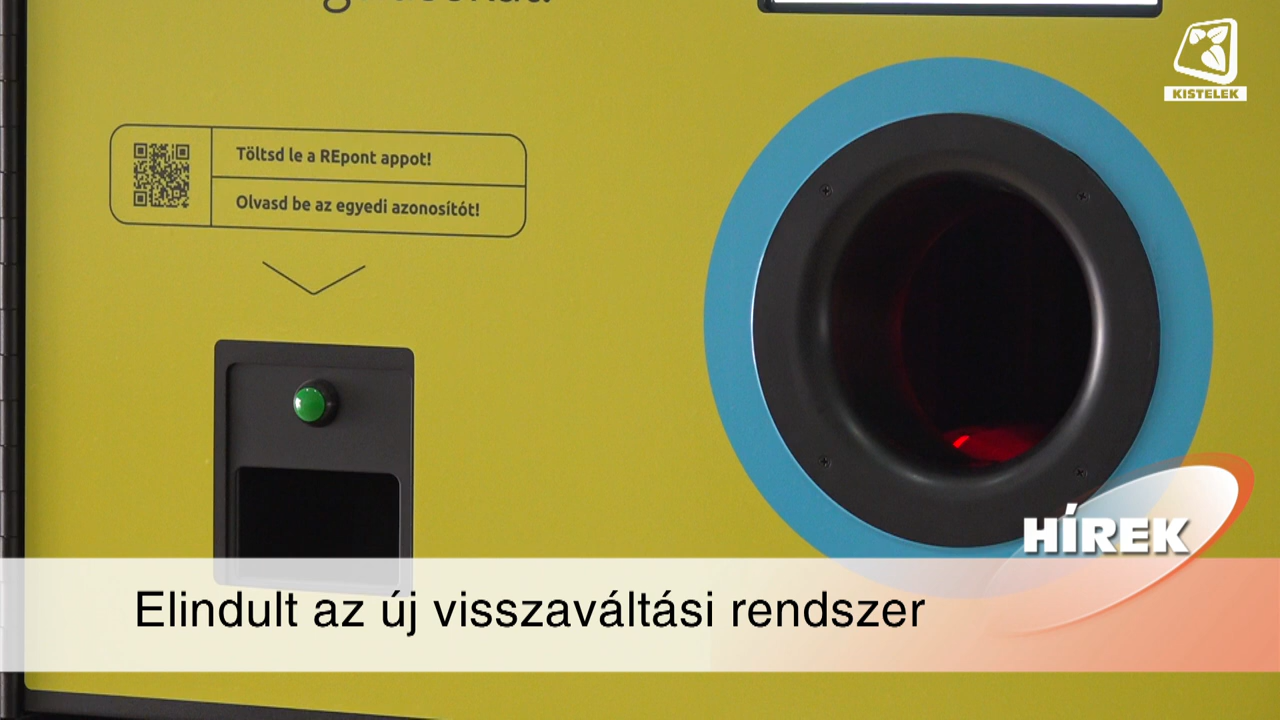 KISTELEK
Töltsd le a REpont appot!
Olvasd be az egyedi azonosítót!
HÍREK
Elindult az új visszaváltási rendszer